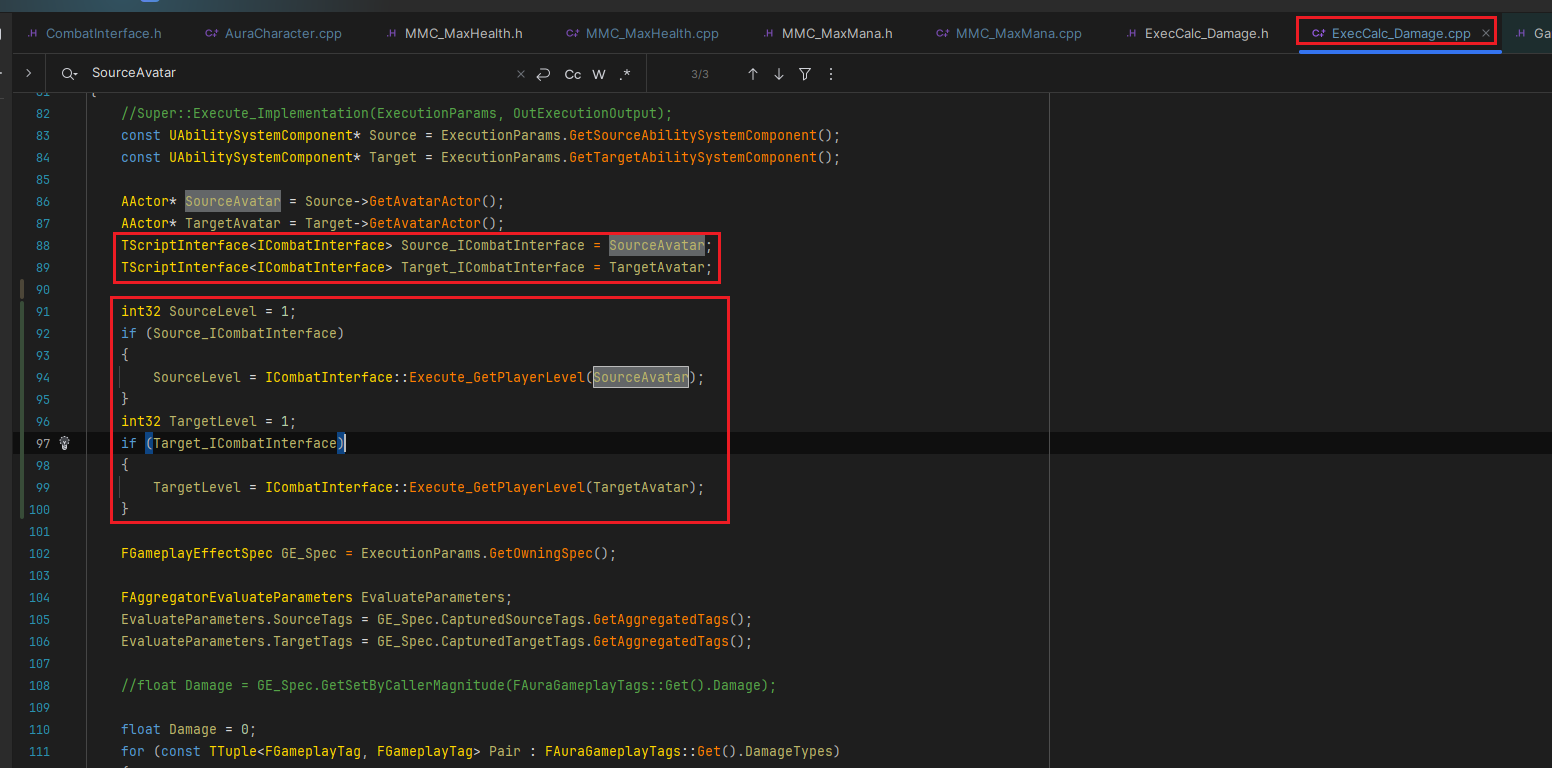 .H CombatInterface.h C++ AuraCharacter.cpp .H MMC_MaxHealth.h C++ MMC_MaxHealth.cpp .H MMC_MaxMana.h C++ MMC_MaxMana.cpp .H ExecCalc_Damage.h C++ ExecCalc_Damage.cpp × .H Ga
SourceAvatar × Cc W .* 3/3
81 {
82 //Super::Execute_Implementation(ExecutionParams, OutExecutionOutput);
83 const UAbilitySystemComponent* Source = ExecutionParams.GetSourceAbilitySystemComponent();
84 const UAbilitySystemComponent* Target = ExecutionParams.GetTargetAbilitySystemComponent();
85
86 AActor* SourceAvatar = Source->GetAvatarActor();
87 AActor* TargetAvatar = Target->GetAvatarActor();
88 TScriptInterface<ICombatInterface> Source_ICombatInterface = SourceAvatar;
89 TScriptInterface<ICombatInterface> Target_ICombatInterface = TargetAvatar;
90
91 int32 SourceLevel = 1;
92 if (Source_ICombatInterface)
93 {
94 SourceLevel = ICombatInterface::Execute_GetPlayerLevel(SourceAvatar);
95 }
96 int32 TargetLevel = 1;
97 if (Target_ICombatInterface)
98 {
99 TargetLevel = ICombatInterface::Execute_GetPlayerLevel(TargetAvatar);
100 }
101
102 FGameplayEffectSpec GE_Spec = ExecutionParams.GetOwningSpec();
103
104 FAggregatorEvaluateParameters EvaluateParameters;
105 EvaluateParameters.SourceTags = GE_Spec.CapturedSourceTags.GetAggregatedTags();
106 EvaluateParameters.TargetTags = GE_Spec.CapturedTargetTags.GetAggregatedTags();
107
108 //float Damage = GE_Spec.GetSetByCallerMagnitude(FAuraGameplayTags::Get().Damage);
109
110 float Damage = 0;
111 for (const TTuple<FGameplayTag, FGameplayTag> Pair : FAuraGameplayTags::Get().DamageTypes)